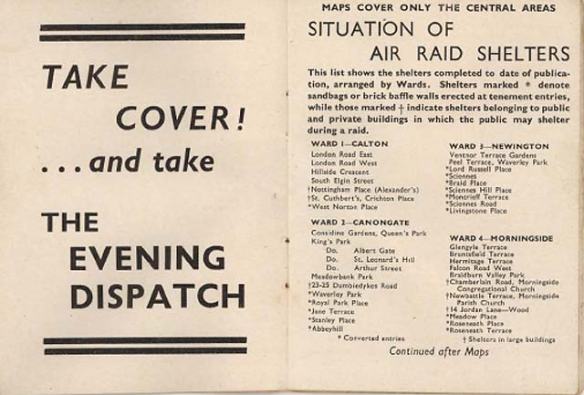 TAKE
COVER!
...and take
THE
EVENING
DISPATCH
MAPS COVER ONLY THE CENTRAL AREAS
SITUATION OF
AIR RAID SHELTERS
This list shows the shelters completed to date of publica-
tion, arranged by Wards. Shelters marked * denote
sandbags or brick baffle walls erected at tenement entries,
while those marked † indicate shelters belonging to public
and private buildings in which the public may shelter
during a raid.
WARD 1—CALTON
London Road East
London Road West
Hillside Crescent
South Elgin Street
†Nottingham Place (Alexander's)
†St. Cuthbert's, Crichton Place
*West Norton Place
WARD 2—CANONGATE
Considine Gardens, Queen's Park
King's Park
Do. Albert Gate
Do. St. Leonard's Hill
Do. Arthur Street
Meadowbank Park
†23-25 Dumbiedykes Road
*Waverley Park
*Royal Park Place
*Jane Terrace
*Stanley Place
*Abbeyhill
* Converted entries
WARD 3—NEWINGTON
Ventnor Terrace Gardens
Peel Terrace, Waverley Park
*Lord Russell Place
*Sciennes
*Braid Place
*Sciennes Hill Place
*Moncrieff Terrace
*Sciennes Road
*Livingstone Place
WARD 4—MORNINGSIDE
Glengyle Terrace
Bruntsfield Terrace
Hermitage Terrace
Falcon Road West
Braidburn Valley Park
†Chamberlain Road, Morningside
Congregational Church
†Newbattle Terrace, Morningside
Parish Church
†14 Jordan Lane—Wood
*Meadow Place
*Roseneath Place
*Roseneath Terrace
† Shelters in large buildings
Continued after Maps